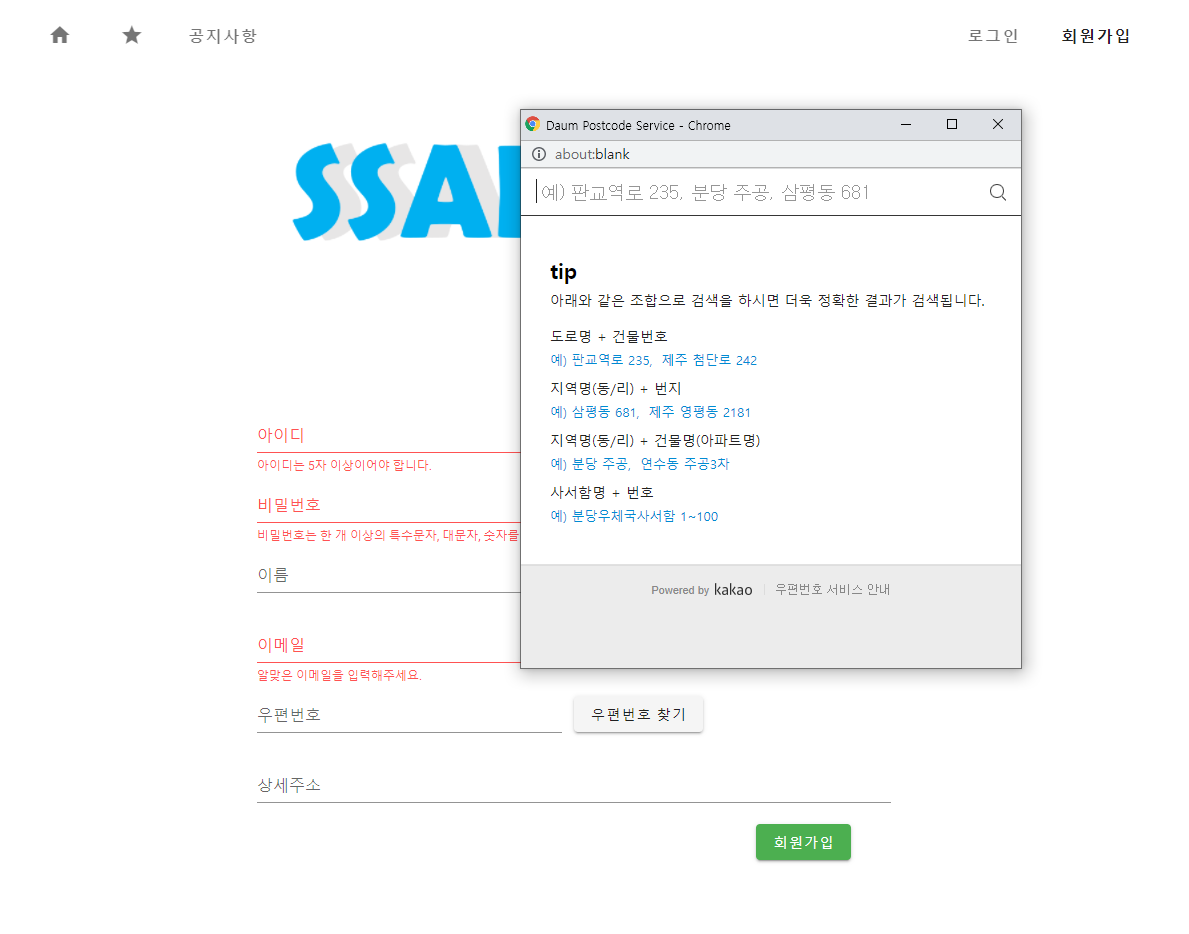 공지사항
로그인
회원가입
SSA
Daum Postcode Service - Chrome
about:blank
예) 판교역로 235, 분당 주공, 삼평동 681
tip
아래와 같은 조합으로 검색을 하시면 더욱 정확한 결과가 검색됩니다.
도로명 + 건물번호
예) 판교역로 235, 제주 첨단로 242
지역명(동/리) + 번지
예) 삼평동 681, 제주 영평동 2181
지역명(동/리) + 건물명(아파트명)
예) 분당 주공, 연수동 주공3차
사서함명 + 번호
예) 분당우체국사서함 1~100
Powered by kakao
우편번호 서비스 안내
아이디
아이디는 5자 이상이어야 합니다.
비밀번호
비밀번호는 한 개 이상의 특수문자, 대문자, 숫자를
이름
이메일
알맞은 이메일을 입력해주세요.
우편번호
우편번호 찾기
상세주소
회원가입